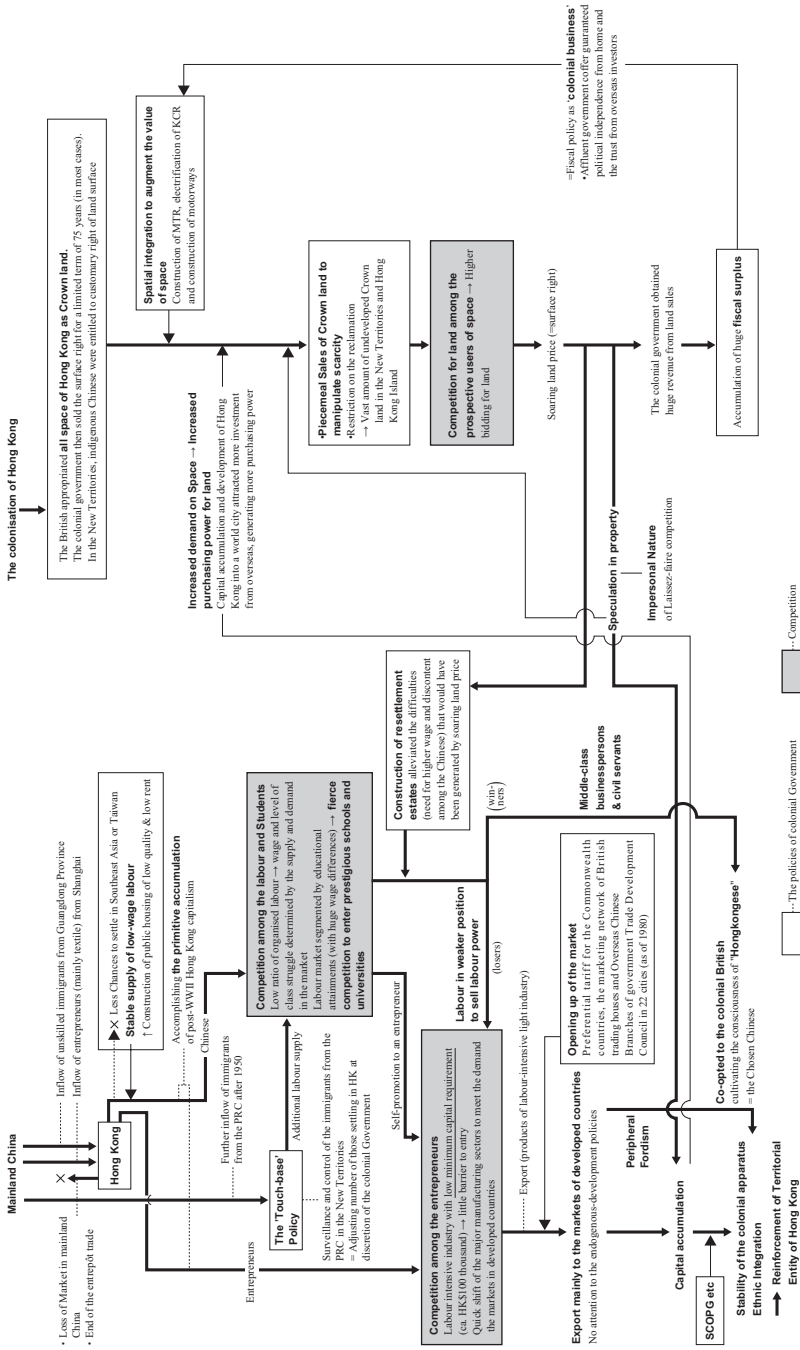 The colonisation of Hong Kong
The British appropriated all space of Hong Kong as Crown land.
The colonial government then sold the surface right for a limited term of 75 years (in most cases).
In the New Territories, indigenous Chinese were entitled to customary right of land surface
Spatial integration to augment the value
of space
Construction of MTR, electrification of KCR
and construction of motorways
Increased demand on Space → Increased
purchasing power for land
Capital accumulation and development of Hong
Kong into a world city attracted more investment
from overseas, generating more purchasing power
•Piecemeal Sales of Crown land to
manipulate scarcity
•Restriction on the reclamation
→ Vast amount of undeveloped Crown
land in the New Territories and Hong
Kong Island
Competition for land among the
prospective users of space → Higher
bidding for land
Soaring land price (=surface right)
The colonial government obtained
huge revenue from land sales
Accumulation of huge fiscal surplus
=Fiscal policy as 'colonial business'
•Affluent government coffer guaranteed
political independence from home and
the trust from overseas investors
Speculation in property
Impersonal Nature
of Laissez-faire competition
Mainland China
• Loss of Market in mainland
China
• End of the entrepôt trade
×
Inflow of unskilled immigrants from Guangdong Province
Inflow of entrepreneurs (mainly textile) from Shanghai
Hong Kong
× Less Chances to settle in Southeast Asia or Taiwan
Stable supply of low-wage labour
↑ Construction of public housing of low quality & low rent
Accomplishing the primitive accumulation
of post-WWII Hong Kong capitalism
Chinese
Further inflow of immigrants
from the PRC after 1950
Entrepreneurs
The 'Touch-base'
Policy
Additional labour supply
Surveillance and control of the immigrants from the
PRC in the New Territories
= Adjusting number of those settling in HK at
discretion of the colonial Government
Competition among the labour and Students
Low ratio of organised labour → wage and level of
class struggle determined by the supply and demand
in the market
Labour market segmented by educational
attainments (with huge wage differences) → fierce
competition to enter prestigious schools and
universities
Construction of resettlement
estates alleviated the difficulties
(need for higher wage and discontent
among the Chinese) that would have
been generated by soaring land price
Self-promotion to an entrepreneur
Competition among the entrepreneurs
Labour intensive industry with low minimum capital requirement
(ca. HK$100 thousand) → little barrier to entry
Quick shift of the major manufacturing sectors to meet the demand
the markets in developed countries
Labour in weaker position
to sell labour power
(losers)
(win-
ners)
Middle-class
businesspersons
& civil servants
Export (products of labour-intensive light industry)
Opening up of the market
Preferential tariff for the Commonwealth
countries, the marketing network of British
trading houses and Overseas Chinese
Branches of government Trade Development
Council in 22 cities (as of 1980)
Export mainly to the markets of developed countries
No attention to the endogenous-development policies
Peripheral
Fordism
Capital accumulation
Co-opted to the colonial British
cultivating the consciousness of "Hongkongese"
= the Chosen Chinese
SCOPG etc
Stability of the colonial apparatus
Ethnic Integration
→ Reinforcement of Territorial
Entity of Hong Kong
The policies of colonial Government
Competition